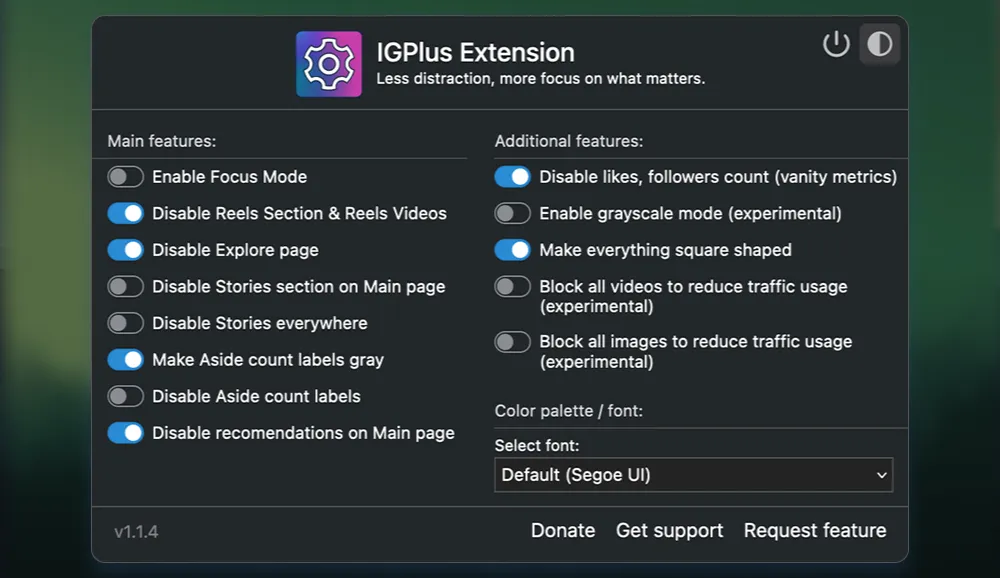 IGPlus Extension
Less distraction, more focus on what matters.
Main features:
Enable Focus Mode
Disable Reels Section & Reels Videos
Disable Explore page
Disable Stories section on Main page
Disable Stories everywhere
Make Aside count labels gray
Disable Aside count labels
Disable recomendations on Main page
Additional features:
Disable likes, followers count (vanity metrics)
Enable grayscale mode (experimental)
Make everything square shaped
Block all videos to reduce traffic usage
(experimental)
Block all images to reduce traffic usage
(experimental)
Color palette / font:
Select font:
Default (Segoe UI)
v1.1.4
Donate Get support Request feature